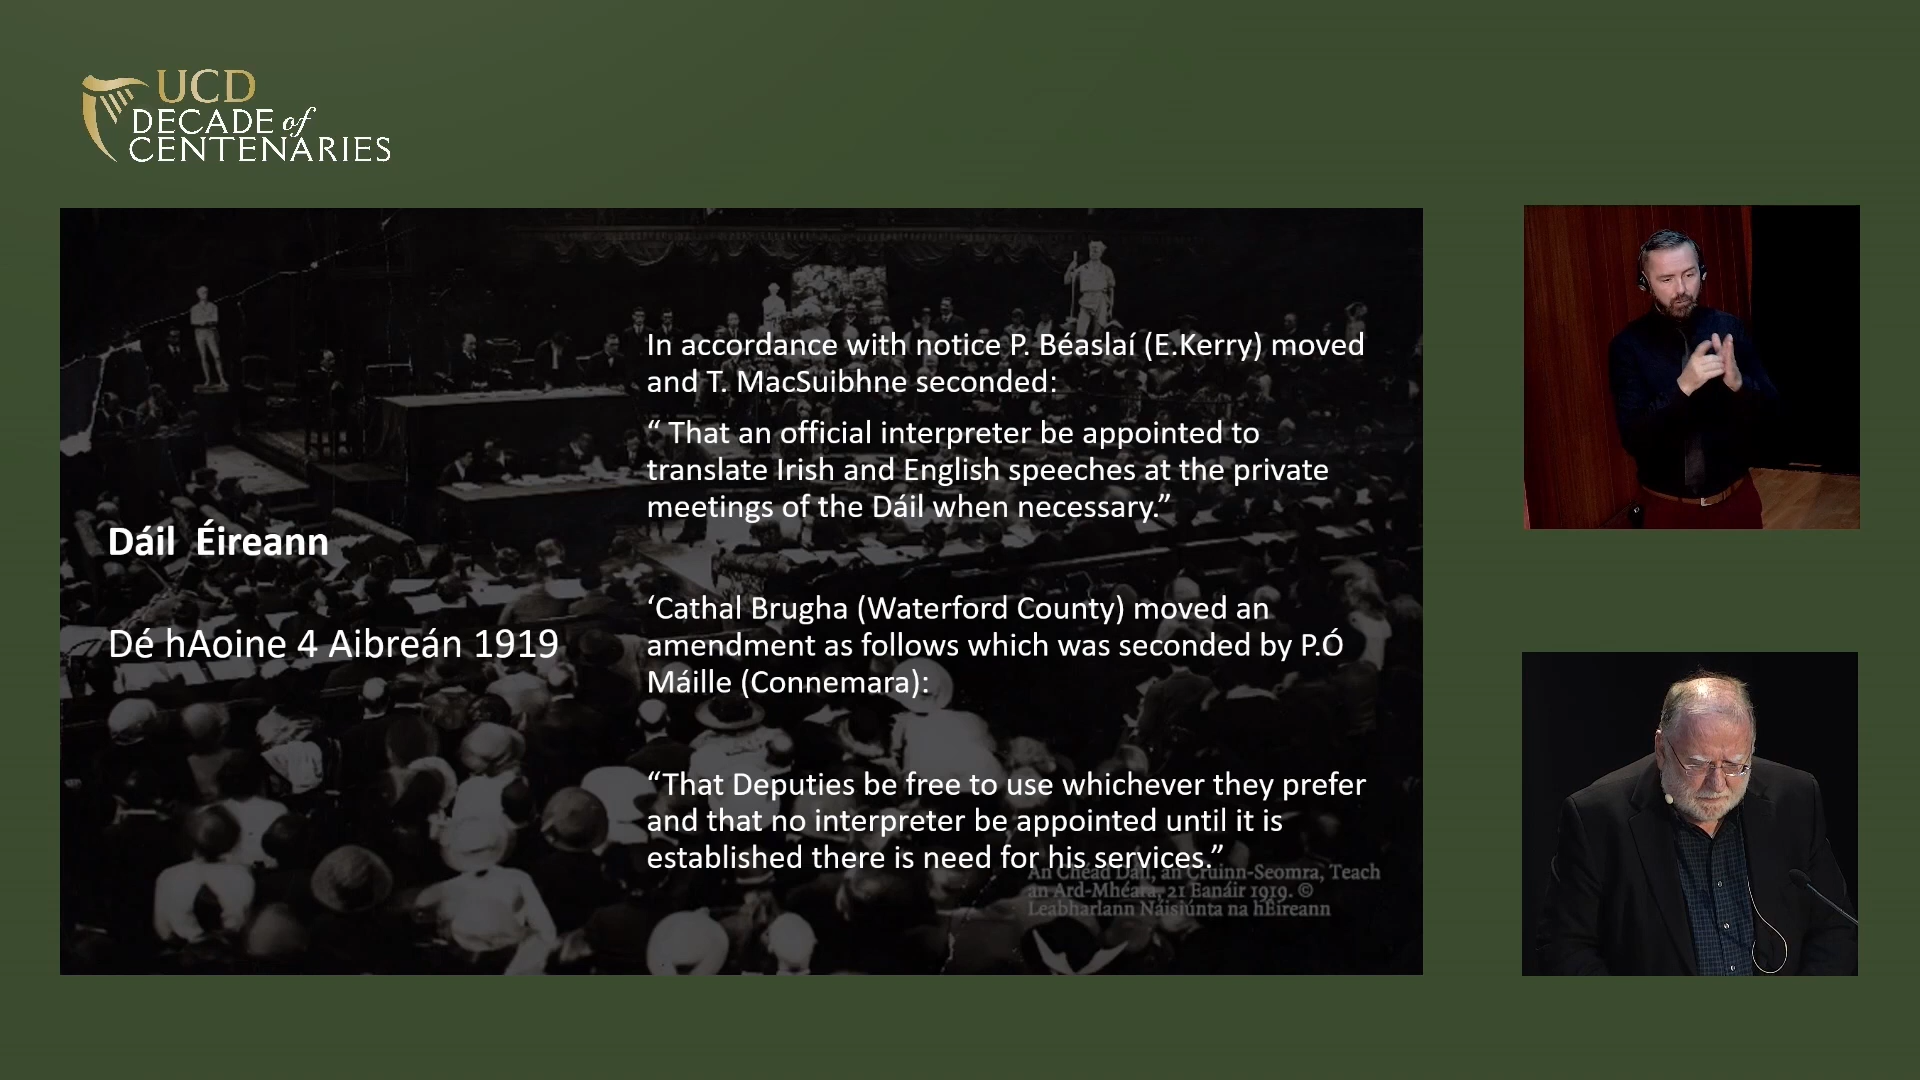 UCD
DECADE of
CENTENARIES
Dáil Éireann
Dé hAoine 4 Aibreán 1919
In accordance with notice P. Béaslaí (E.Kerry) moved
and T. MacSuibhne seconded:
“ That an official interpreter be appointed to
translate Irish and English speeches at the private
meetings of the Dáil when necessary.”
‘Cathal Brugha (Waterford County) moved an
amendment as follows which was seconded by P.Ó
Máille (Connemara):
“That Deputies be free to use whichever they prefer
and that no interpreter be appointed until it is
established there is need for his services.”
An Chéad Dáil, an Cruinn-Seomra, Teach
an Ard-Mhéara, 21 Eanáir 1919. ©
Leabharlann Náisiúnta na hÉireann